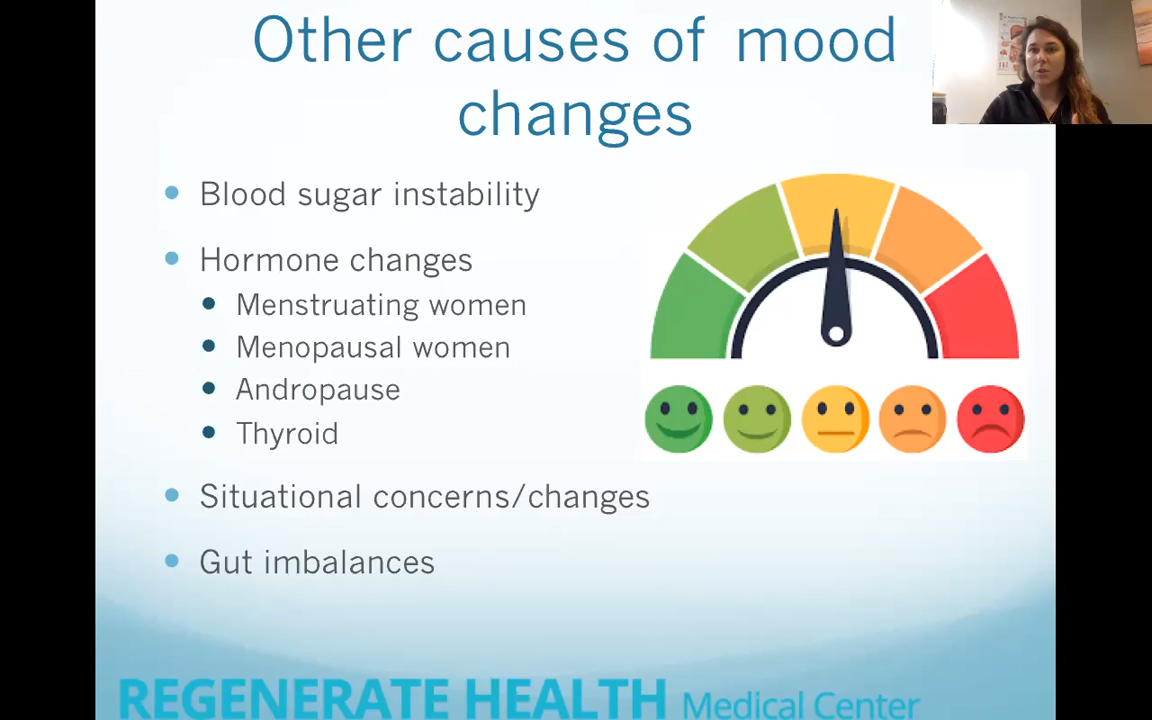 Other causes of mood
changes
Blood sugar instability
Hormone changes
Menstruating women
Menopausal women
Andropause
Thyroid
Situational concerns/changes
Gut imbalances
REGENERATE HEALTH Medical Center